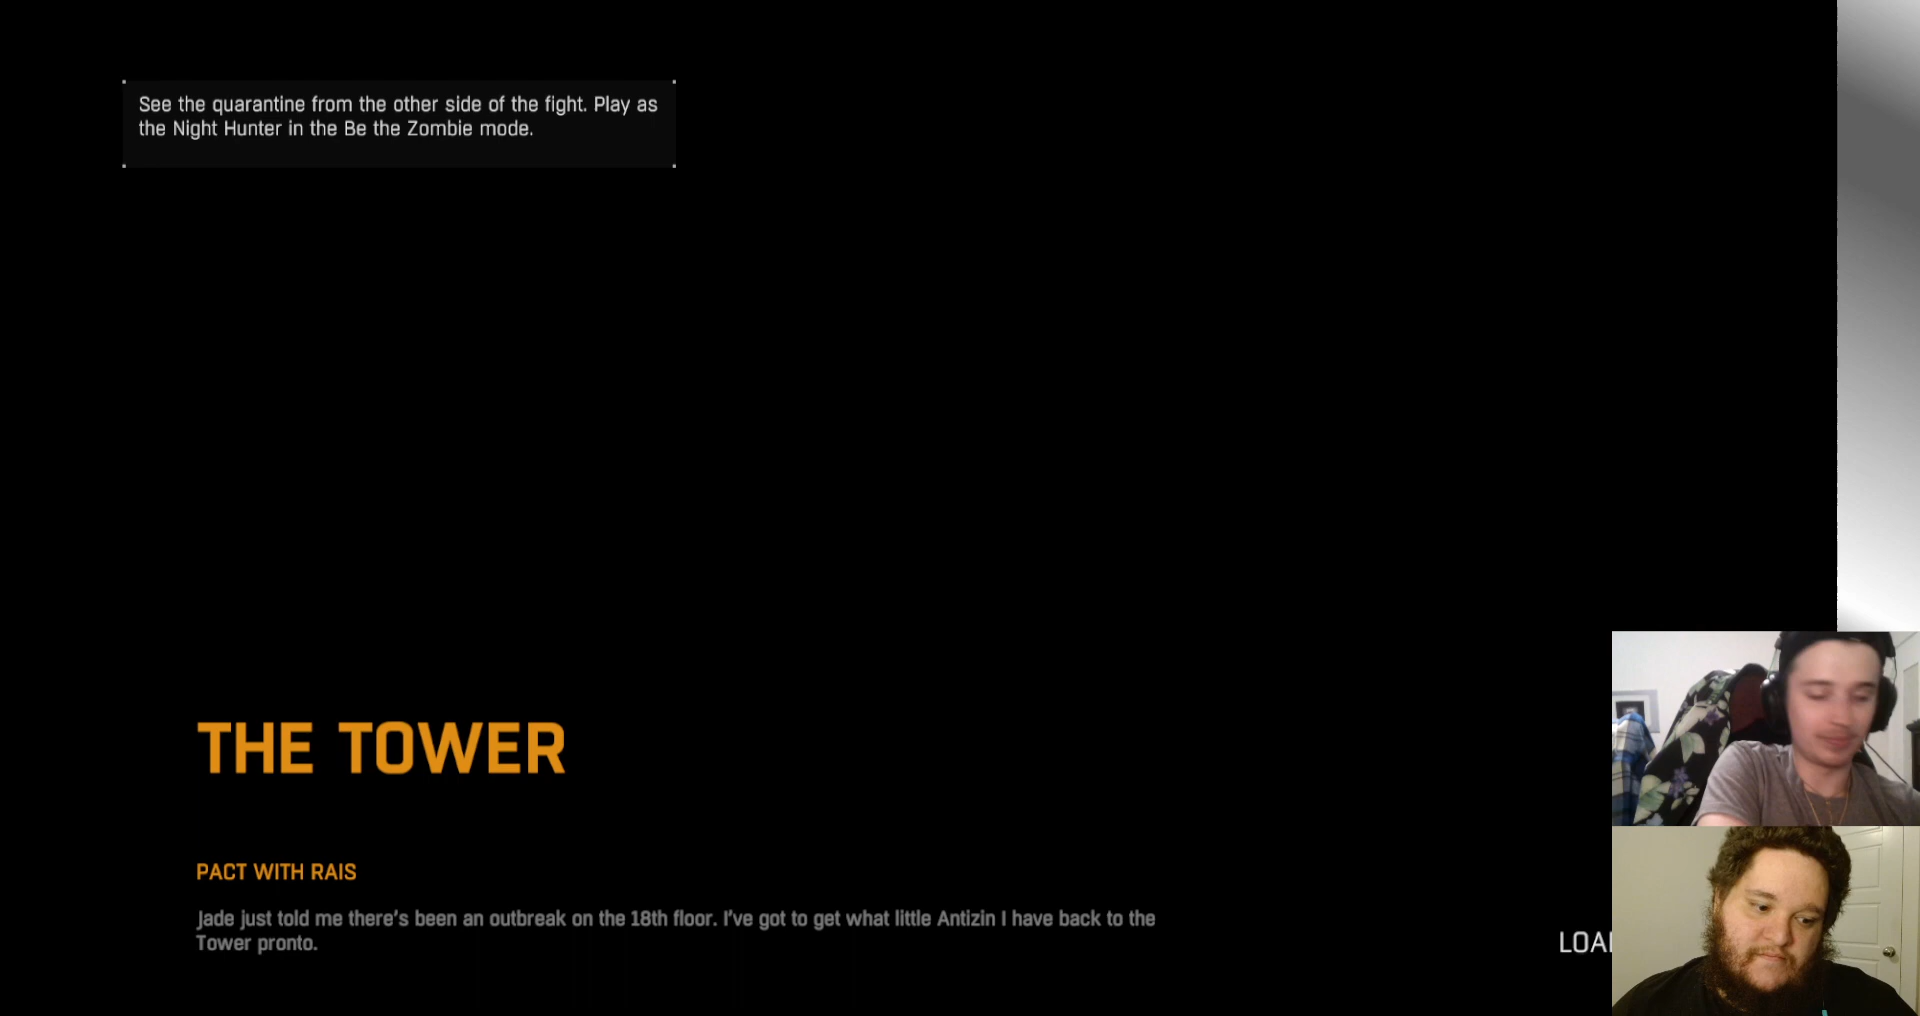 See the quarantine from the other side of the fight. Play as
the Night Hunter in the Be the Zombie mode.
THE TOWER
PACT WITH RAIS
Jade just told me there's been an outbreak on the 18th floor. I've got to get what little Antizin I have back to the
Tower pronto.
LOA